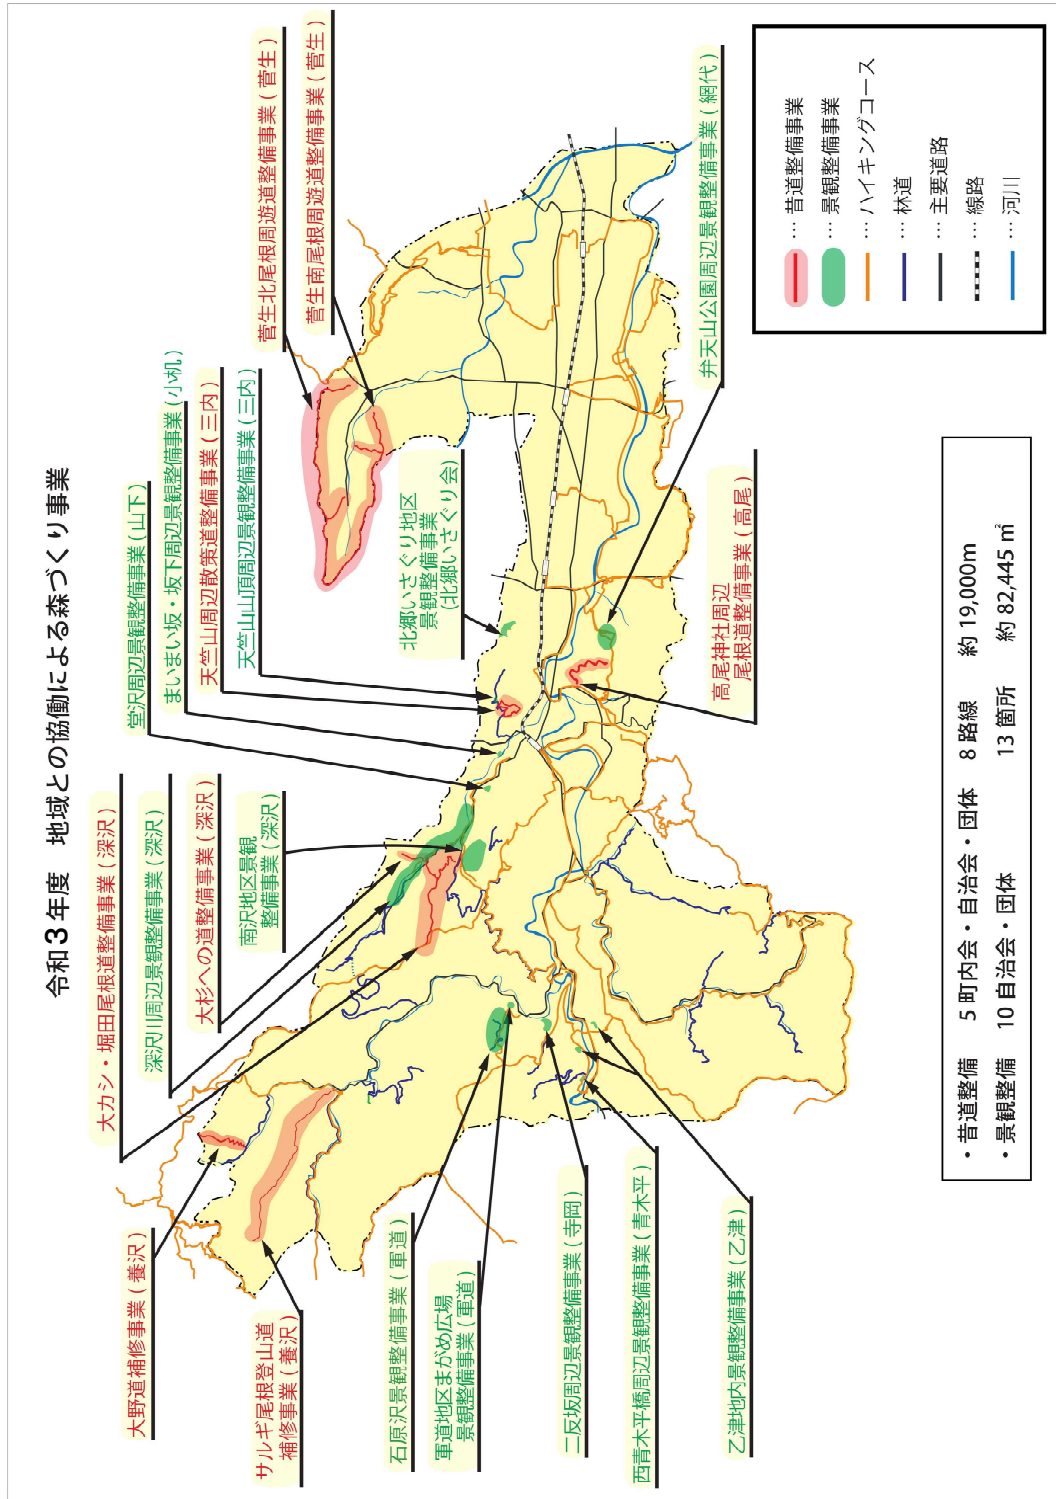 令和3年度　地域との協働による森づくり事業
大野道補修事業(養沢)
サルギ尾根登山道
補修事業(養沢)
石原沢景観整備事業(軍道)
軍道地区まがめ広場
景観整備事業(軍道)
二反坂周辺景観整備事業(寺岡)
西青木平橋周辺景観整備事業(青木平)
乙津地内景観整備事業(乙津)
大カシ・堀田尾根道整備事業(深沢)
深沢川周辺景観整備事業(深沢)
大杉への道整備事業(深沢)
南沢地区景観
整備事業(深沢)
堂沢周辺景観整備事業(山下)
まいまい坂・坂下周辺景観整備事業(小机)
天竺山周辺散策道整備事業(三内)
天竺山山頂周辺景観整備事業(三内)
北郷いさぐり地区
景観整備事業
(北郷いさぐり会)
菅生北尾根周遊道整備事業(菅生)
菅生南尾根周遊道整備事業(菅生)
高尾神社周辺
尾根道整備事業(高尾)
弁天山公園周辺景観整備事業(網代)
… 昔道整備事業
… 景観整備事業
… ハイキングコース
… 林道
… 主要道路
… 線路
… 河川
・昔道整備　5町内会・自治会・団体　8路線　約19,000m
・景観整備　10自治会・団体　13箇所　約82,445㎡